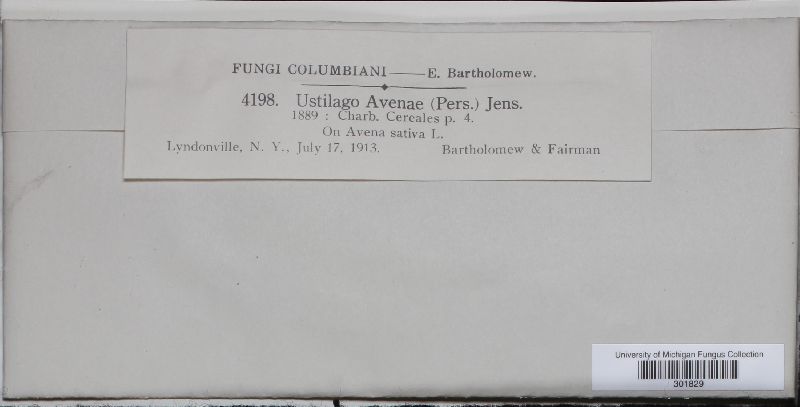 FUNGI COLUMBIANI—E. Bartholomew.
4198. Ustilago Avenae (Pers.) Jens.
1889 : Charb. Cereales p. 4.
On Avena sativa L.
Lyndonville, N. Y., July 17, 1913. Bartholomew & Fairman
University of Michigan Fungus Collection
301829